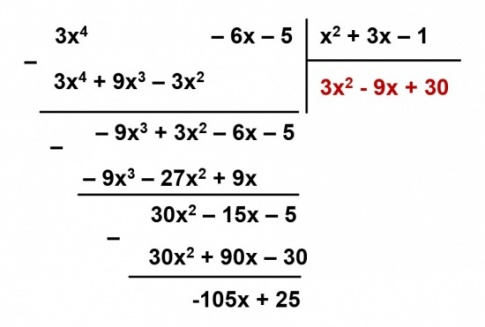 3x⁴ – 6x – 5 x² + 3x – 1
–
3x⁴ + 9x³ – 3x² 3x² - 9x + 30
– 9x³ + 3x² – 6x – 5
–
– 9x³ – 27x² + 9x
30x² – 15x – 5
–
30x² + 90x – 30
-105x + 25